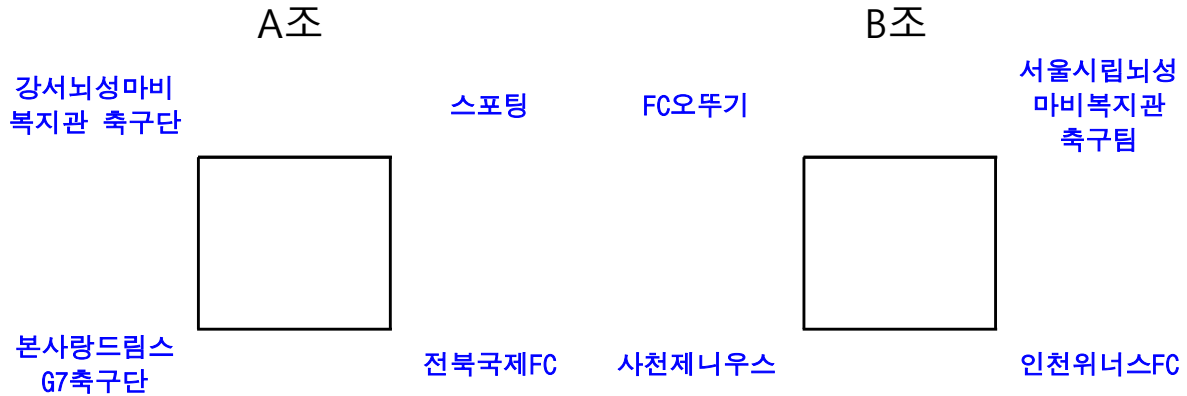 A조
강서뇌성마비
복지관 축구단
스포팅
본사랑드림스
G7축구단
전북국제FC
B조
FC오뚜기
서울시립뇌성
마비복지관
축구팀
사천제니우스
인천위너스FC